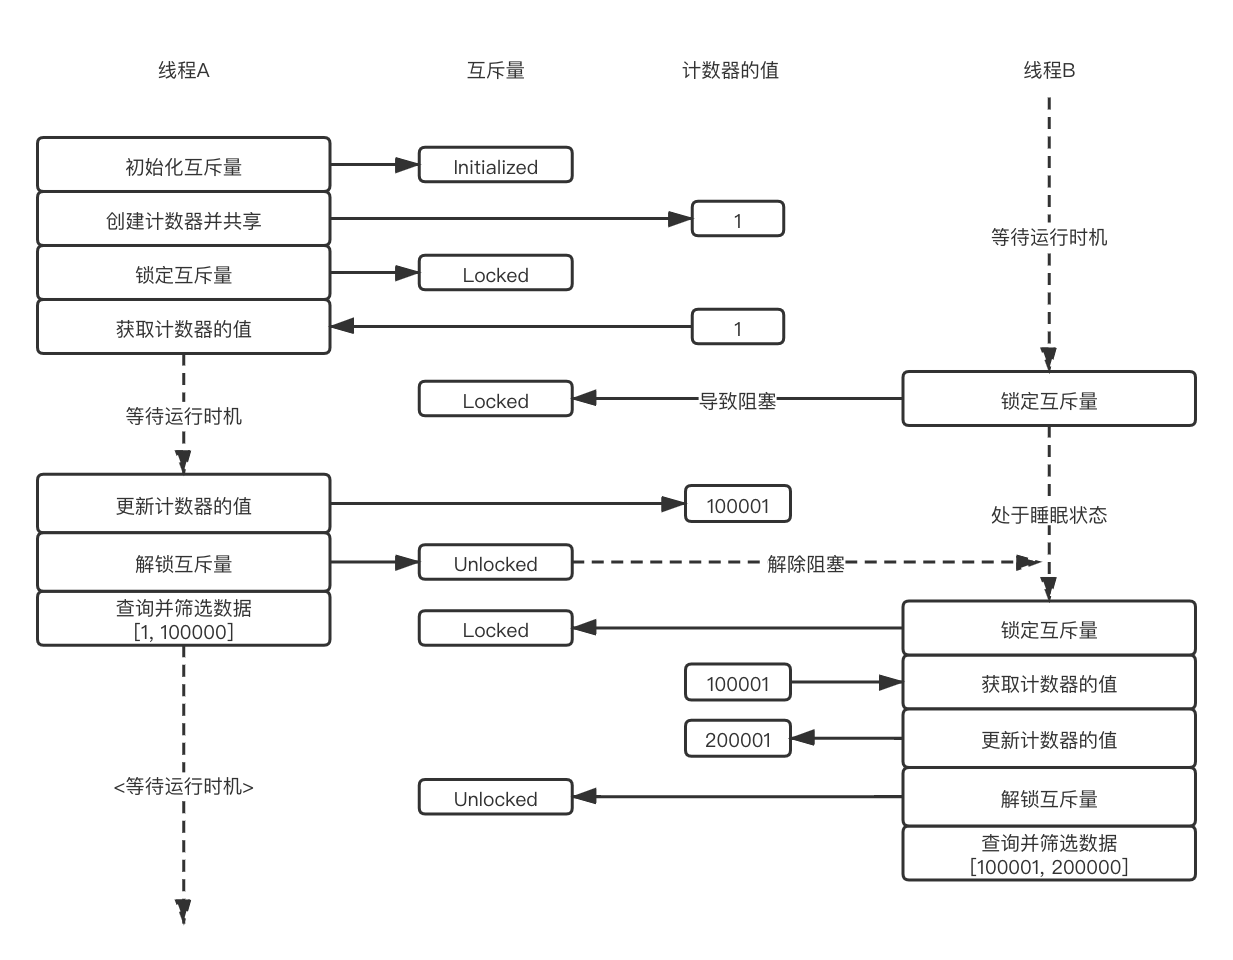 线程A
互斥量
计数器的值
线程B
初始化互斥量
Initialized
创建计数器并共享
1
等待运行时机
锁定互斥量
Locked
获取计数器的值
1
Locked
导致阻塞
锁定互斥量
等待运行时机
更新计数器的值
100001
处于睡眠状态
解锁互斥量
Unlocked
解除阻塞
查询并筛选数据
[1, 100000]
Locked
锁定互斥量
100001
获取计数器的值
200001
更新计数器的值
<等待运行时机>
Unlocked
解锁互斥量
查询并筛选数据
[100001, 200000]